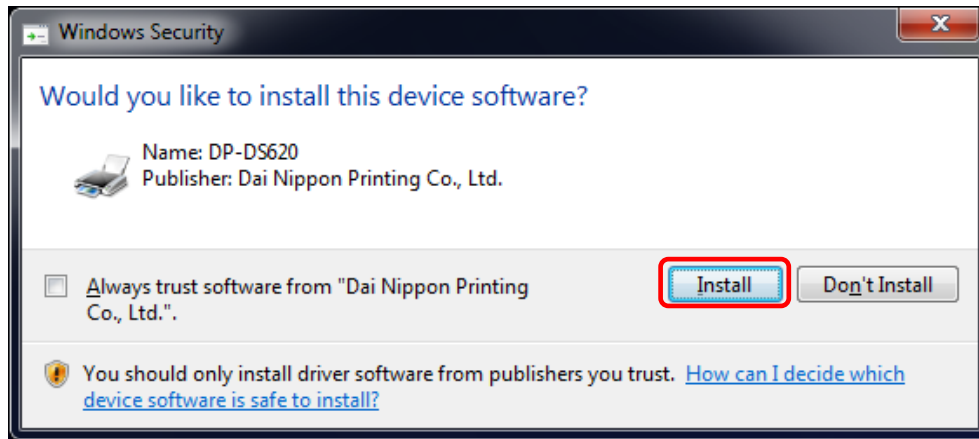 Windows Security
Would you like to install this device software?
Name: DP-DS620
Publisher: Dai Nippon Printing Co., Ltd.
Always trust software from "Dai Nippon Printing
Co., Ltd.".
Install
Don't Install
You should only install driver software from publishers you trust. How can I decide which
device software is safe to install?